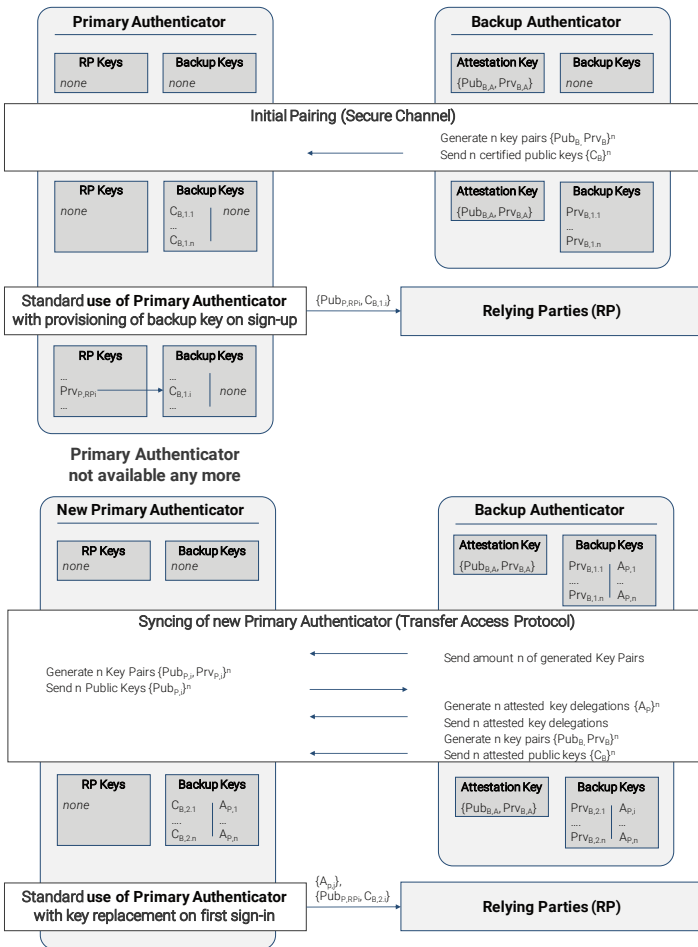 Primary Authenticator
Backup Authenticator
RP Keys
none
Backup Keys
none
Attestation Key
{Pub_B,A, Prv_B,A}
Backup Keys
none
Initial Pairing (Secure Channel)
Generate n key pairs {Pub_B, Prv_B}^n
Send n certified public keys {C_B}^n
RP Keys
none
Backup Keys
C_B,1.1
...
C_B,1.n
none
Attestation Key
{Pub_B,A, Prv_B,A}
Backup Keys
Prv_B,1.1
...
Prv_B,1.n
Standard use of Primary Authenticator
with provisioning of backup key on sign-up
{Pub_P,RPi, C_B,1.i}
Relying Parties (RP)
RP Keys
...
Prv_P,RPi
...
Backup Keys
...
C_B,1.i
...
none
Primary Authenticator
not available any more
New Primary Authenticator
Backup Authenticator
RP Keys
none
Backup Keys
none
Attestation Key
{Pub_B,A, Prv_B,A}
Backup Keys
Prv_B,1.1 A_P,1
.... ...
Prv_B,1.n A_P,n
Syncing of new Primary Authenticator (Transfer Access Protocol)
Send amount n of generated Key Pairs
Generate n Key Pairs {Pub_P,i, Prv_P,i}^n
Send n Public Keys {Pub_P,i}^n
Generate n attested key delegations {A_P}^n
Send n attested key delegations
Generate n key pairs {Pub_B, Prv_B}^n
Send n attested public keys {C_B}^n
RP Keys
none
Backup Keys
C_B,2.1 A_P,1
.... ...
C_B,2.n A_P,n
Attestation Key
{Pub_B,A, Prv_B,A}
Backup Keys
Prv_B,2.1 A_P,i
.... ...
Prv_B,2.n A_P,n
Standard use of Primary Authenticator
with key replacement on first sign-in
{A_P,i},
{Pub_P,RPi, C_B,2.i}
Relying Parties (RP)